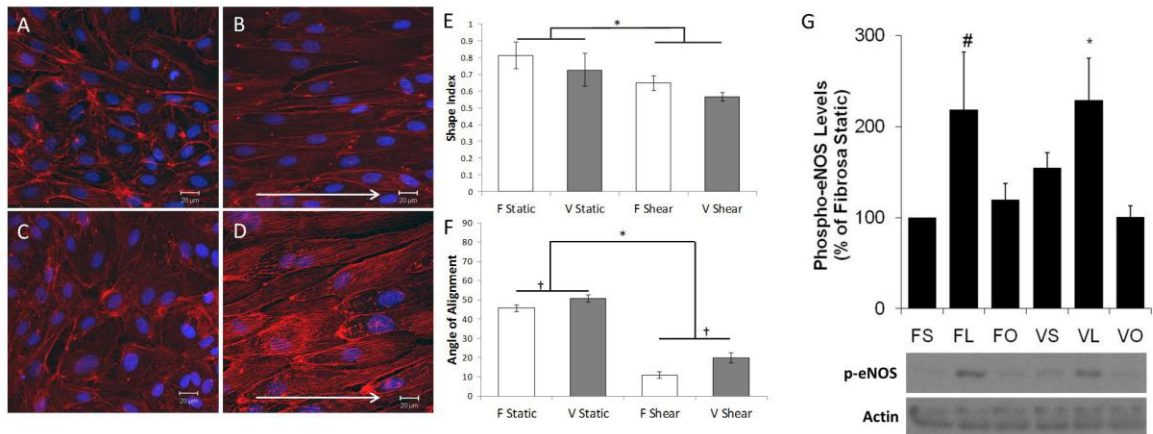 A
B
20 µm
20 µm
C
D
20 µm
20 µm
E
*
1
0.9
0.8
0.7
0.6
0.5
0.4
0.3
0.2
0.1
0
Shape Index
F Static
V Static
F Shear
V Shear
F
*
†
†
90
80
70
60
50
40
30
20
10
0
Angle of Alignment
F Static
V Static
F Shear
V Shear
G
#
*
300
200
100
0
Phospho-eNOS Levels
(% of Fibrosa Static)
FS FL FO VS VL VO
p-eNOS
Actin